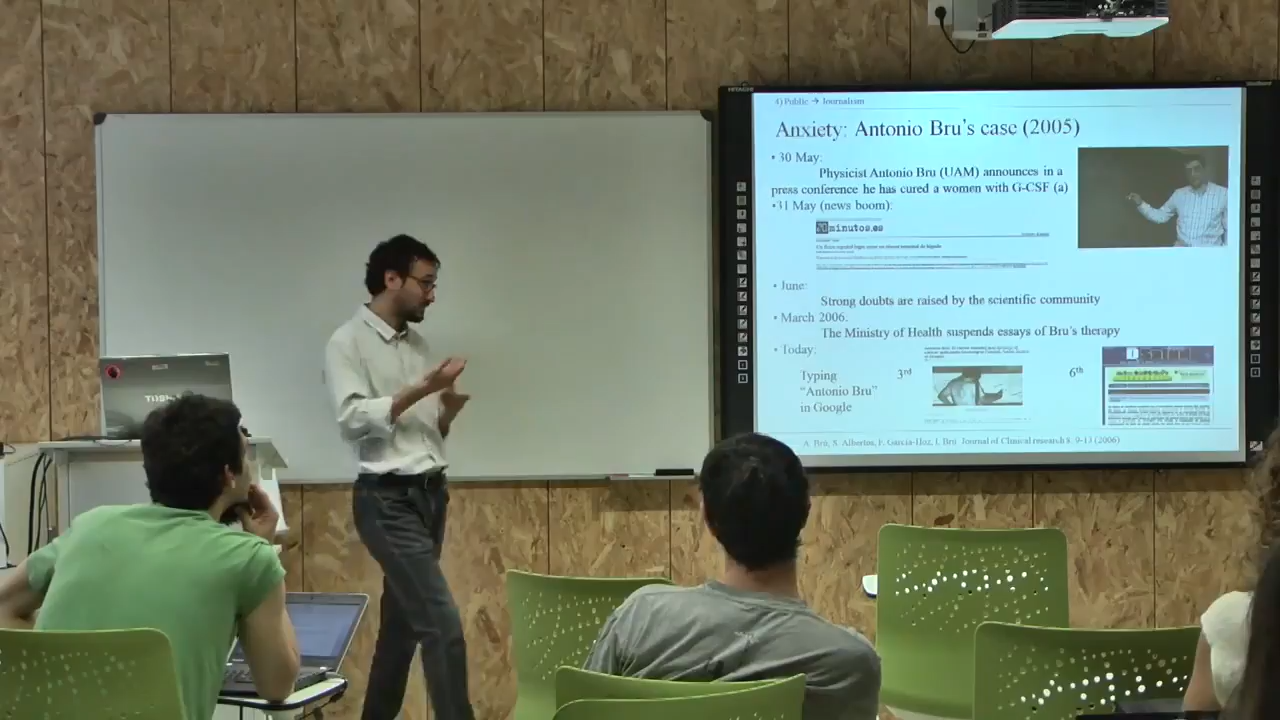 HITACHI
4) Public → Journalism
Anxiety: Antonio Bru's case (2005)
• 30 May:
Physicist Antonio Bru (UAM) announces in a
press conference he has cured a women with G-CSF (a)
•31 May (news boom):
20minutos.es
• June:
Strong doubts are raised by the scientific community
• March 2006.
The Ministry of Health suspends essays of Bru's therapy
• Today:
Typing
"Antonio Bru"
in Google
3rd
6th
A. Brú, S. Albertos, F. García-Hoz, I. Brú. Journal of Clinical research 8: 9-13 (2006)